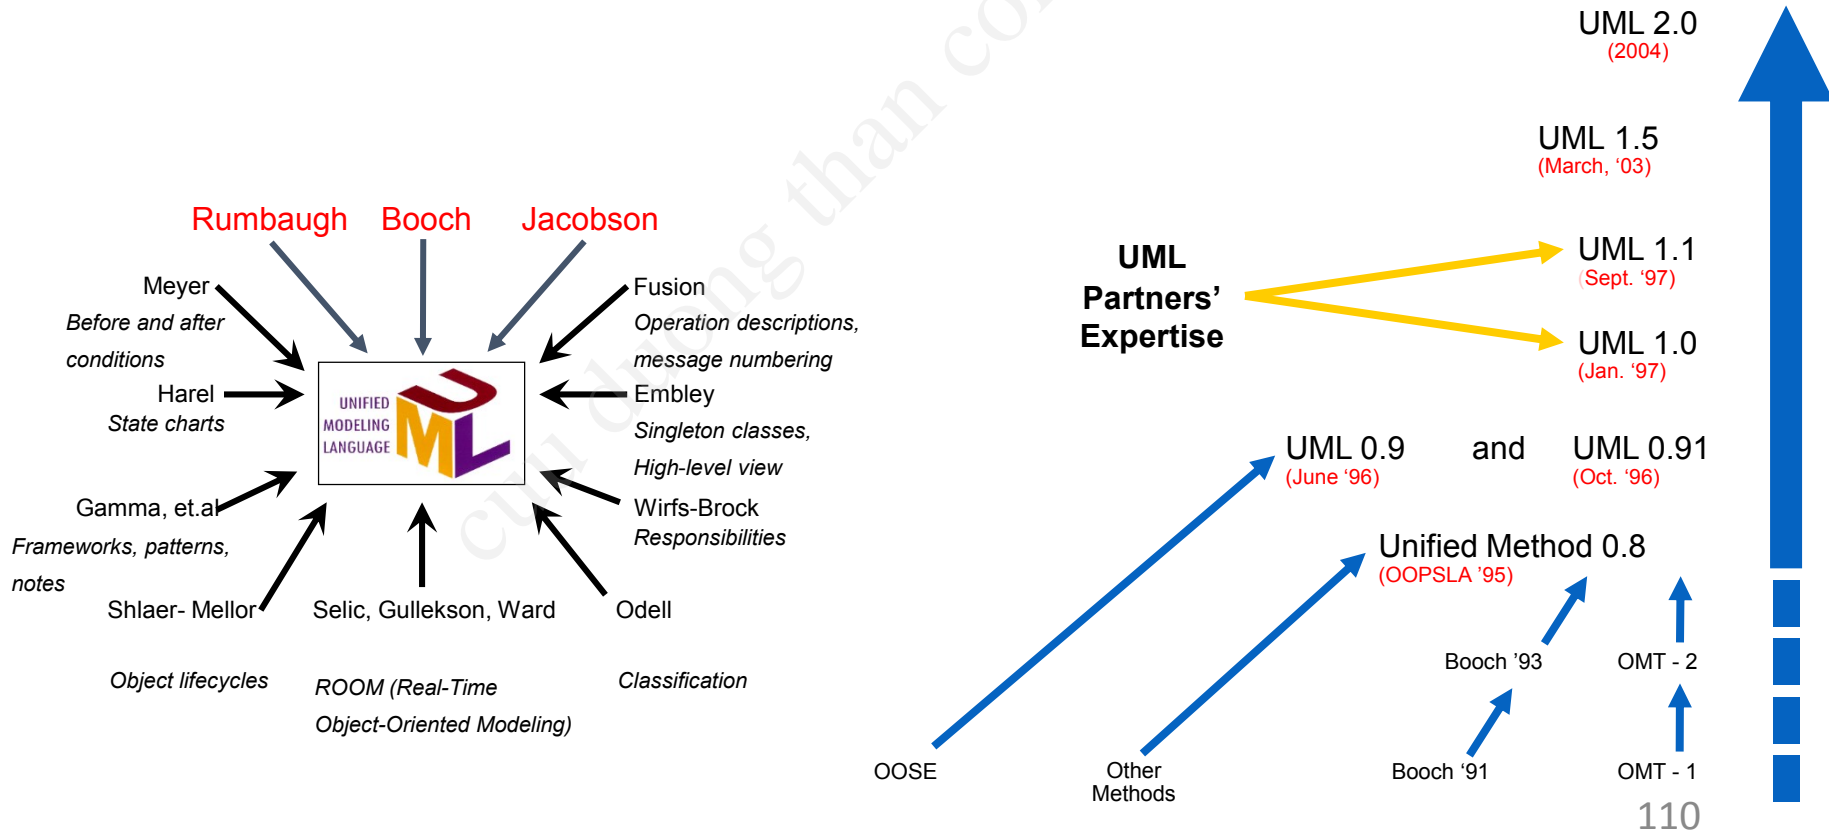 Rumbaugh Booch Jacobson
Meyer
Before and after
conditions
Harel
State charts
Gamma, et.al
Frameworks, patterns,
notes
Shlaer- Mellor
Object lifecycles
Selic, Gullekson, Ward
ROOM (Real-Time
Object-Oriented Modeling)
Odell
Classification
Fusion
Operation descriptions,
message numbering
Embley
Singleton classes,
High-level view
Wirfs-Brock
Responsibilities
UNIFIED
MODELING
LANGUAGE
UML
UML 2.0
(2004)
UML 1.5
(March, ‘03)
UML
Partners’
Expertise
UML 1.1
(Sept. ‘97)
UML 1.0
(Jan. ‘97)
UML 0.9 and UML 0.91
(June ‘96) (Oct. ‘96)
Unified Method 0.8
(OOPSLA ’95)
Booch ’93 OMT - 2
OOSE
Other
Methods
Booch ‘91 OMT - 1
110
cuu duong than co